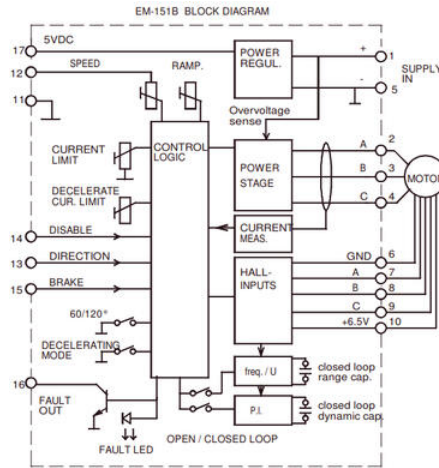 EM-151B BLOCK DIAGRAM
17
5VDC
12
SPEED
RAMP.
11
POWER
REGUL.
+
1
SUPPLY
IN
-
5
Overvoltage
sense
CURRENT
LIMIT
CONTROL
LOGIC
DECELERATE
CUR. LIMIT
POWER
STAGE
A
2
B
3
C
4
MOTOR
CURRENT
MEAS.
14
DISABLE
13
DIRECTION
15
BRAKE
HALL-
INPUTS
GND
6
A
7
B
8
C
9
+6.5V
10
60/120°
DECELERATING
MODE
freq. / U
closed loop
range cap.
P.I.
closed loop
dynamic cap.
16
FAULT
OUT
FAULT LED
OPEN / CLOSED LOOP